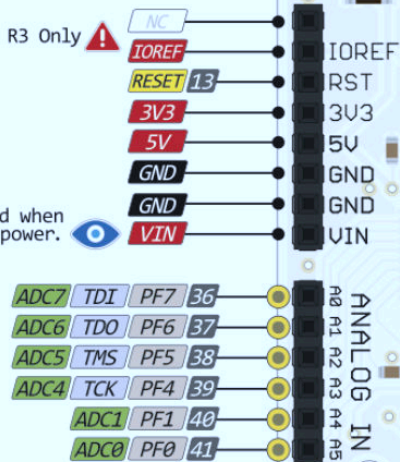 NC
R3 Only IOREF IOREF
RESET 13 RST
3V3 3V3
5V 5V
GND GND
d when GND GND
power. VIN VIN
ADC7 TDI PF7 36 A0
ADC6 TDO PF6 37 A1
ADC5 TMS PF5 38 A2
ADC4 TCK PF4 39 A3
ADC1 PF1 40 A4
ADC0 PF0 41 A5
ANALOG IN